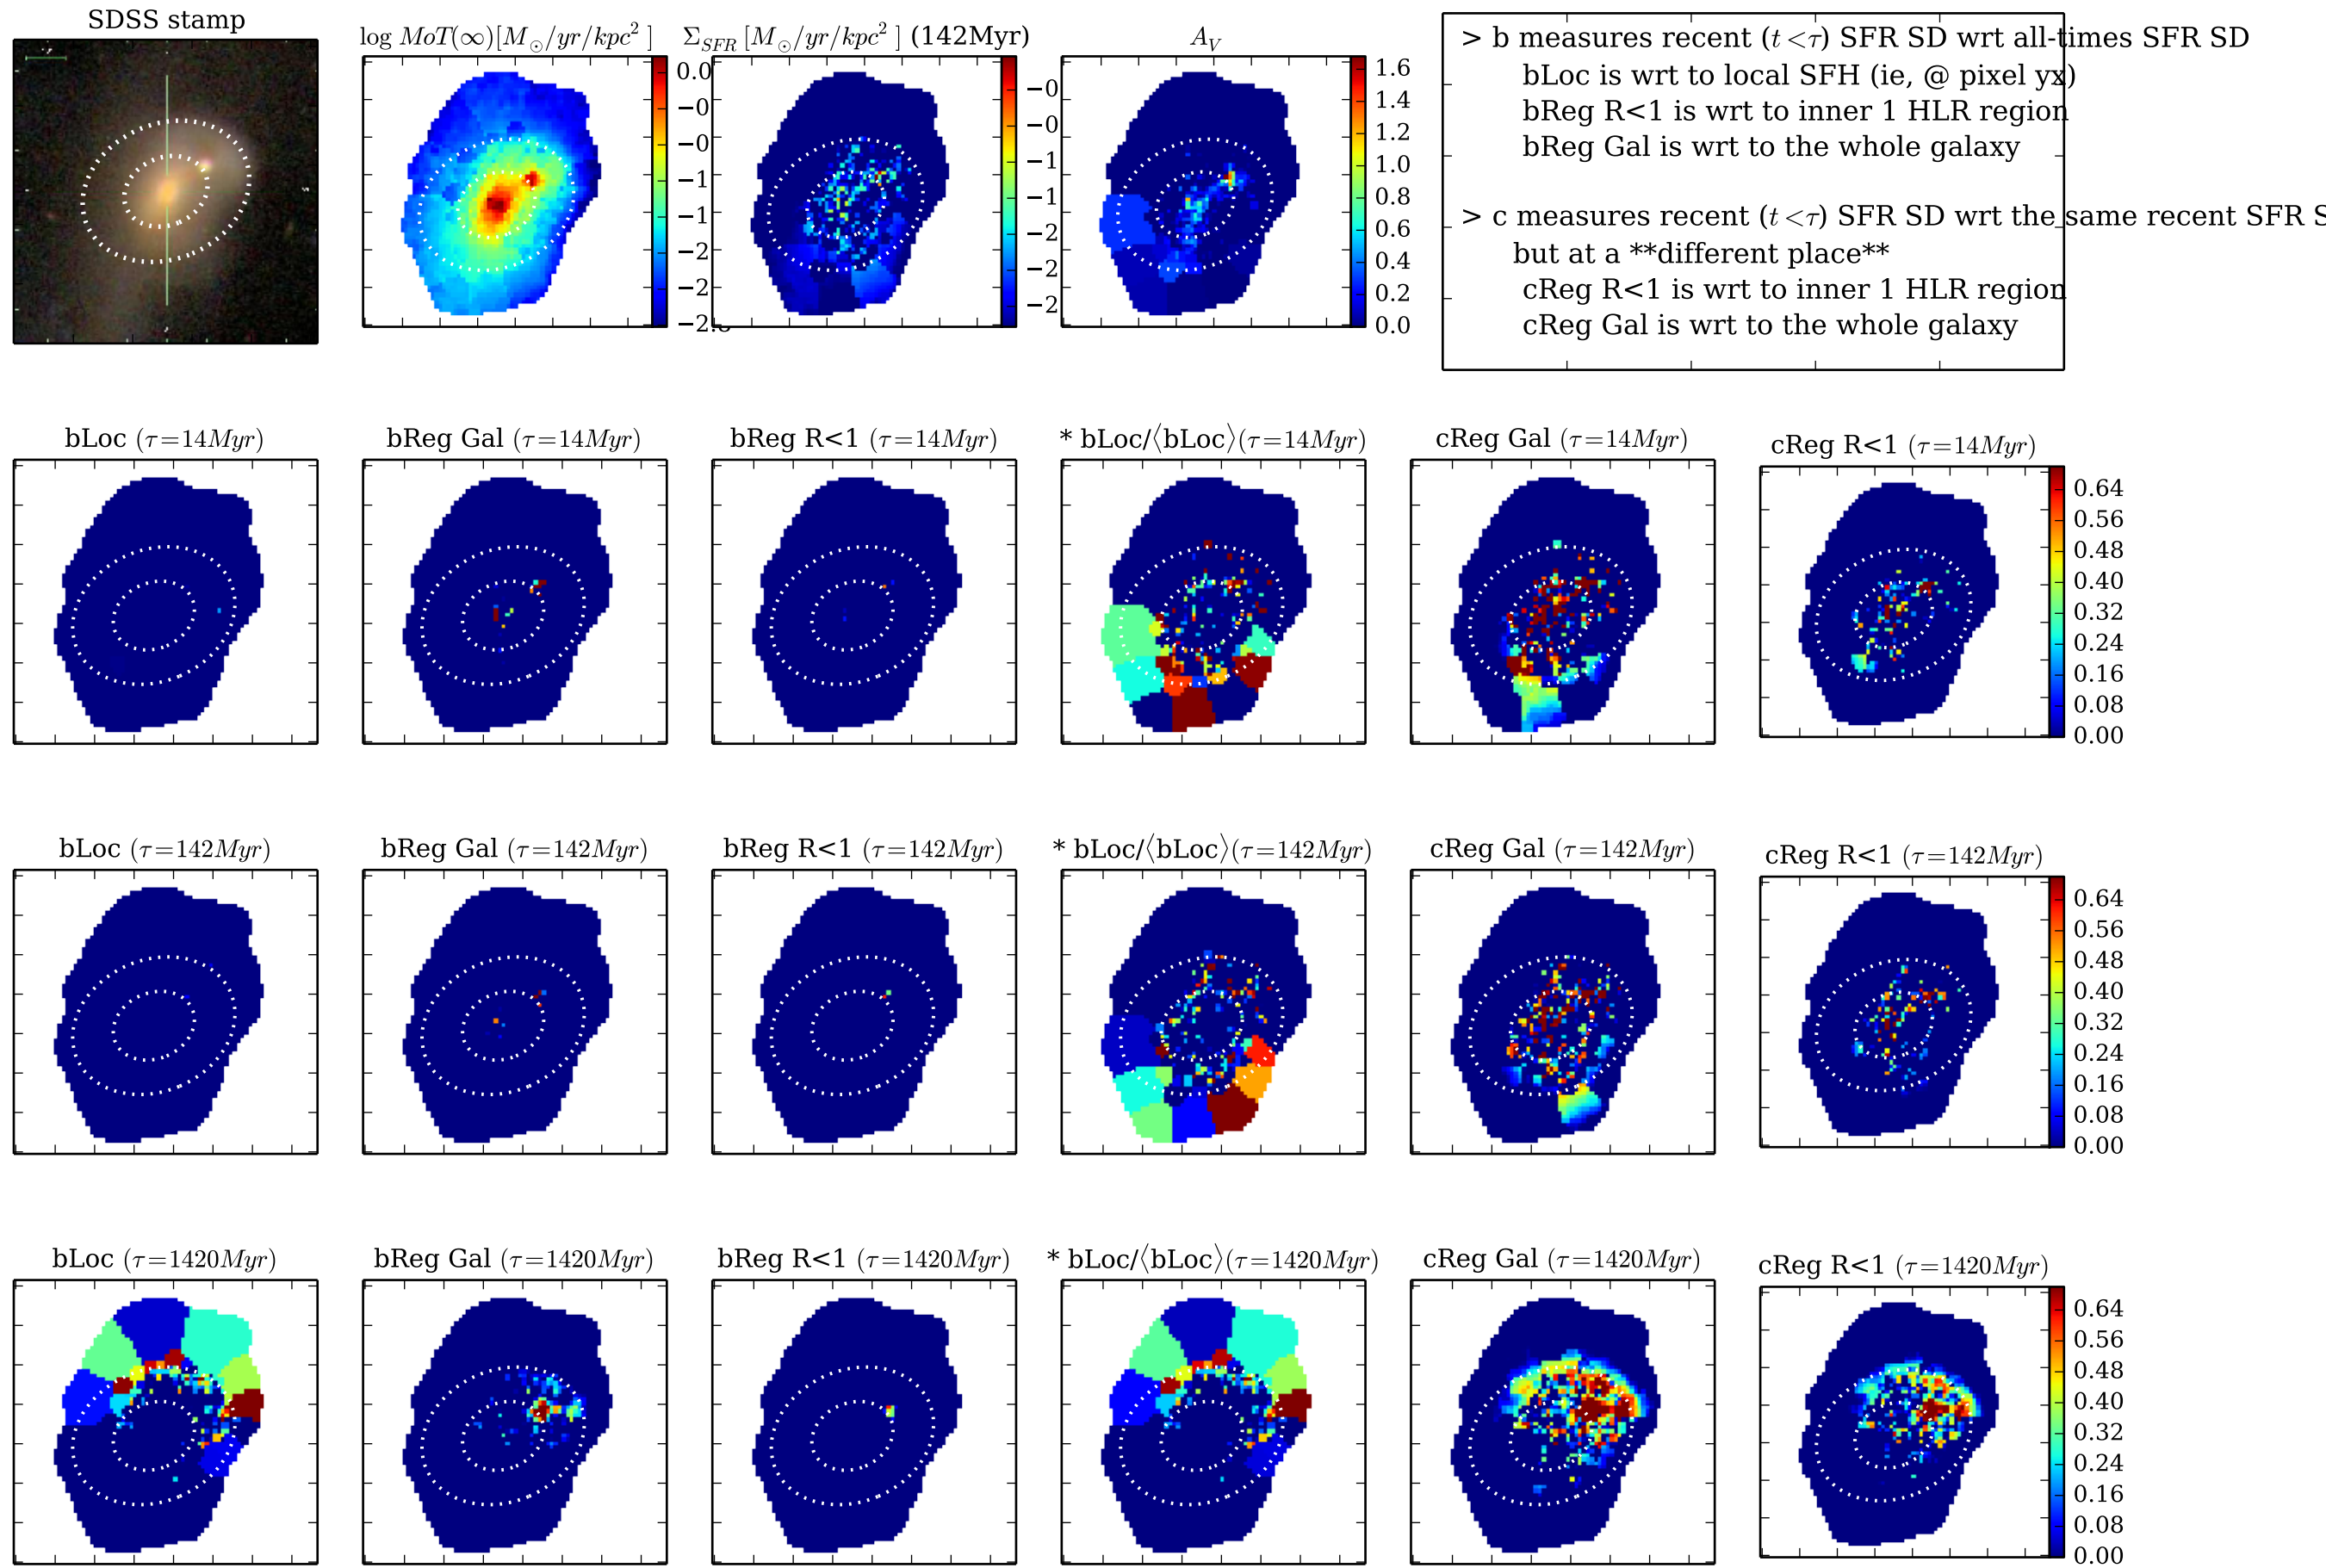 SDSS stamp
log MoT(∞)[M⊙/yr/kpc² ]
Σ_SFR [M⊙/yr/kpc² ] (142Myr)
A_V
0.0
−0
−0
−0
−1
−1
−2
−2
−0
−0
−1
−1
−2
−2
−2
1.6
1.4
1.2
1.0
0.8
0.6
0.4
0.2
0.0
> b measures recent (t<τ) SFR SD wrt all-times SFR SD
bLoc is wrt to local SFH (ie, @ pixel yx)
bReg R<1 is wrt to inner 1 HLR region
bReg Gal is wrt to the whole galaxy
> c measures recent (t<τ) SFR SD wrt the same recent SFR S
but at a **different place**
cReg R<1 is wrt to inner 1 HLR region
cReg Gal is wrt to the whole galaxy
bLoc (τ=14Myr)
bReg Gal (τ=14Myr)
bReg R<1 (τ=14Myr)
* bLoc/⟨bLoc⟩(τ=14Myr)
cReg Gal (τ=14Myr)
cReg R<1 (τ=14Myr)
0.64
0.56
0.48
0.40
0.32
0.24
0.16
0.08
0.00
bLoc (τ=142Myr)
bReg Gal (τ=142Myr)
bReg R<1 (τ=142Myr)
* bLoc/⟨bLoc⟩(τ=142Myr)
cReg Gal (τ=142Myr)
cReg R<1 (τ=142Myr)
0.64
0.56
0.48
0.40
0.32
0.24
0.16
0.08
0.00
bLoc (τ=1420Myr)
bReg Gal (τ=1420Myr)
bReg R<1 (τ=1420Myr)
* bLoc/⟨bLoc⟩(τ=1420Myr)
cReg Gal (τ=1420Myr)
cReg R<1 (τ=1420Myr)
0.64
0.56
0.48
0.40
0.32
0.24
0.16
0.08
0.00